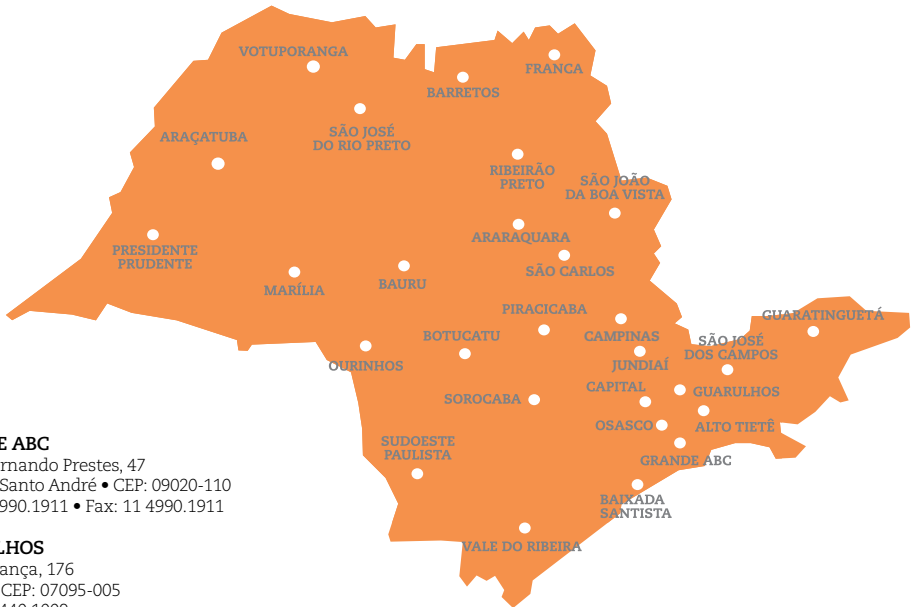 VOTUPORANGA
FRANCA
BARRETOS
SÃO JOSÉ
DO RIO PRETO
ARAÇATUBA
RIBEIRÃO
PRETO
SÃO JOÃO
DA BOA VISTA
ARARAQUARA
PRESIDENTE
PRUDENTE
SÃO CARLOS
MARÍLIA
BAURU
PIRACICABA
GUARATINGUETÁ
BOTUCATU
CAMPINAS
SÃO JOSÉ
DOS CAMPOS
OURINHOS
JUNDIAÍ
CAPITAL
GUARULHOS
SOROCABA
OSASCO
ALTO TIETÊ
SUDOESTE
PAULISTA
GRANDE ABC
BAIXADA
SANTISTA
VALE DO RIBEIRA
E ABC
rnando Prestes, 47
Santo André • CEP: 09020-110
990.1911 • Fax: 11 4990.1911
LHOS
ança, 176
CEP: 07095-005